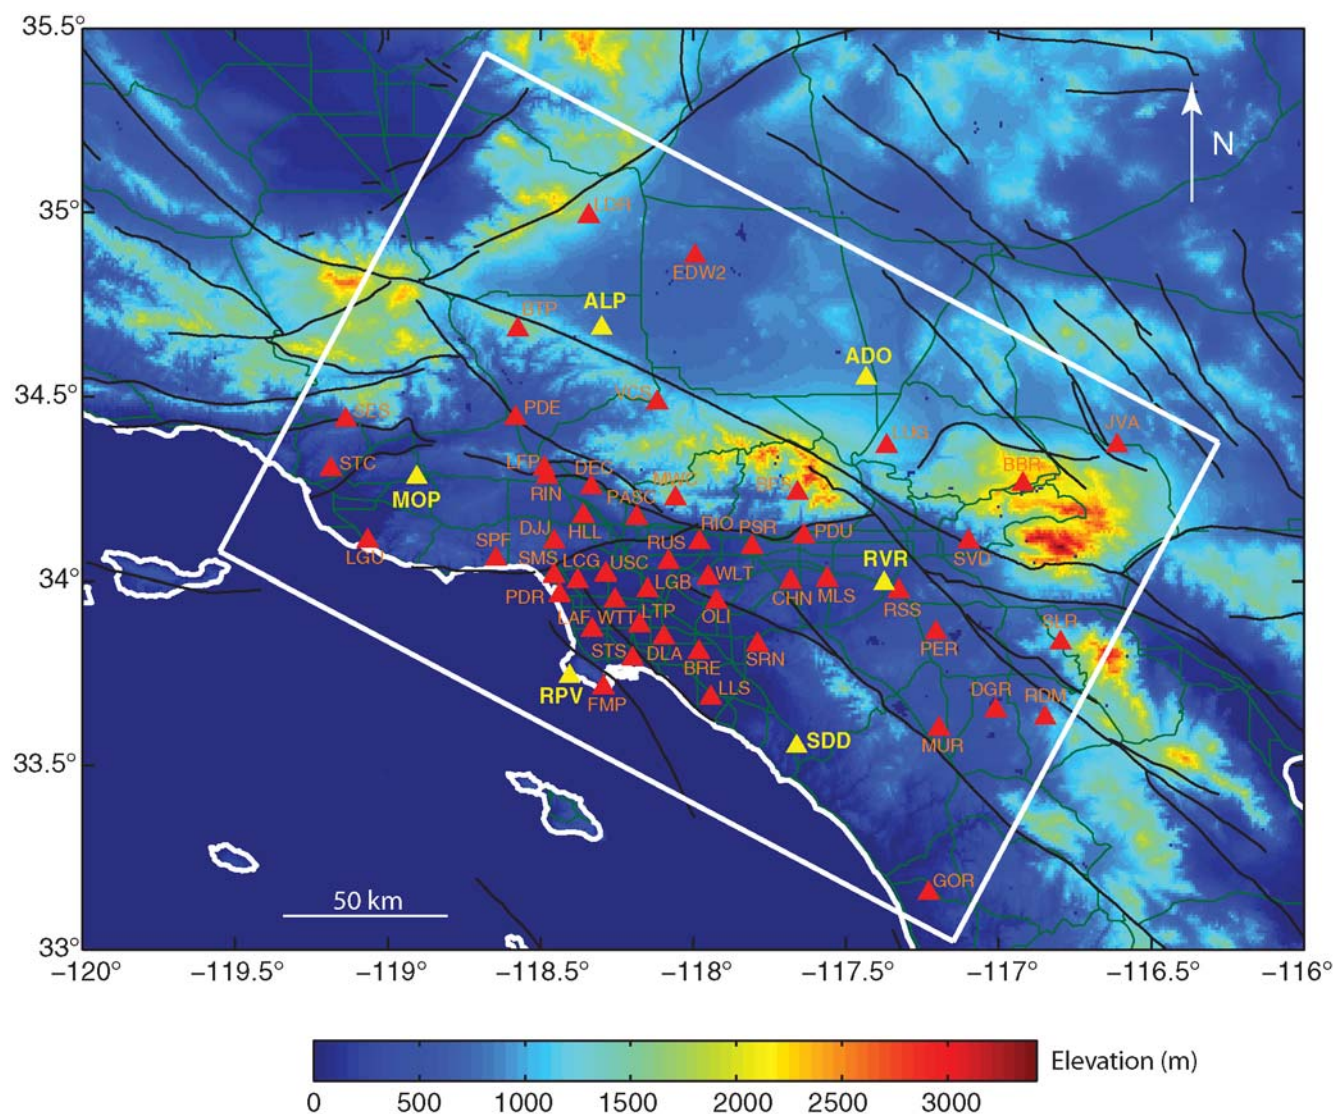 35.5°
N
35°
LDR
EDW2
ALP
BTP
ADO
34.5°
VCS
SES
PDE
LUG
JVA
STC
MOP
LFP
RIN
DEC
MWC
BFS
BBR
PASC
DJJ
HLL
RIO
PSR
PDU
LGU
SPF
SMS
LCG
USC
RUS
RVR
SVD
34°
PDR
LGB
WLT
CHN
MLS
RSS
LAF
WTT
LTP
OLI
PER
SLR
STS
DLA
BRE
SRN
RPV
FMP
LLS
DGR
RDM
SDD
MUR
33.5°
GOR
50 km
33°
−120°
−119.5°
−119°
−118.5°
−118°
−117.5°
−117°
−116.5°
−116°
Elevation (m)
0
500
1000
1500
2000
2500
3000